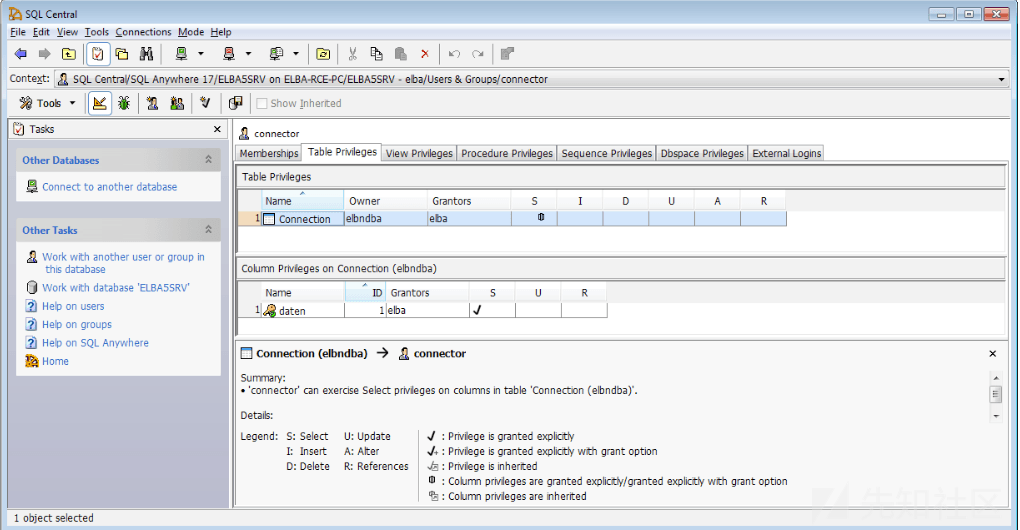 SQL Central
File Edit View Tools Connections Mode Help
Context: SQL Central/SQL Anywhere 17/ELBA5SRV on ELBA-RCE-PC/ELBA5SRV - elba/Users & Groups/connector
Tools Show Inherited
Tasks
Other Databases
Connect to another database
Other Tasks
Work with another user or group in
this database
Work with database 'ELBA5SRV'
Help on users
Help on groups
Help on SQL Anywhere
Home
connector
Memberships Table Privileges View Privileges Procedure Privileges Sequence Privileges Dbspace Privileges External Logins
Table Privileges
Name Owner Grantors S I D U A R
1 Connection elbndba elba
Column Privileges on Connection (elbndba)
Name ID Grantors S U R
1 daten 1 elba
Connection (elbndba) → connector
Summary:
• 'connector' can exercise Select privileges on columns in table 'Connection (elbndba)'.
Details:
Legend: S: Select U: Update : Privilege is granted explicitly
I: Insert A: Alter : Privilege is granted explicitly with grant option
D: Delete R: References : Privilege is inherited
: Column privileges are granted explicitly/granted explicitly with grant option
: Column privileges are inherited
1 object selected
先知社区